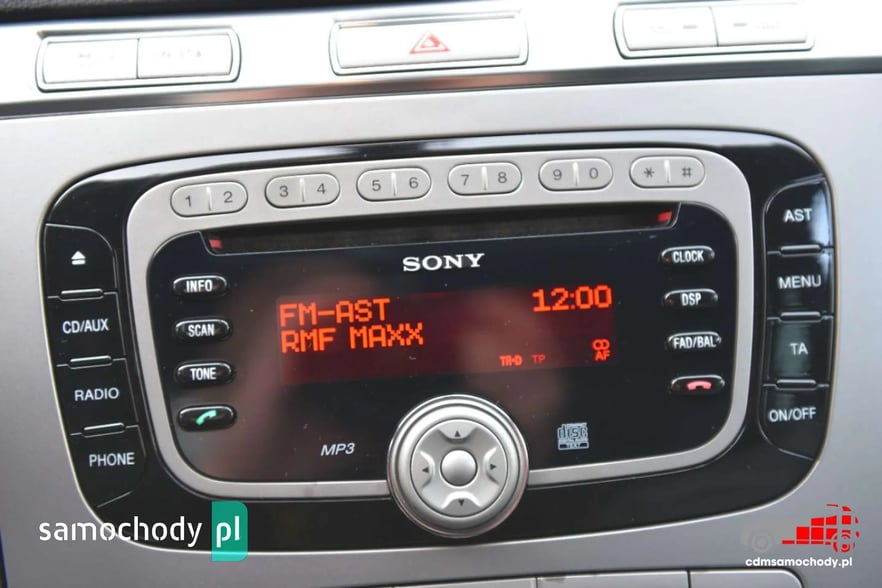 1 2
3 4
5 6
7 8
9 0
* #
SONY
AST
MENU
TA
ON/OFF
CD/AUX
RADIO
PHONE
INFO
SCAN
TONE
CLOCK
DSP
FAD/BAL
FM-AST 12:00
RMF MAXX
TA-D TP
CD
AF
MP3
disc
TEXT
samochody pl
cdmsamochody.pl